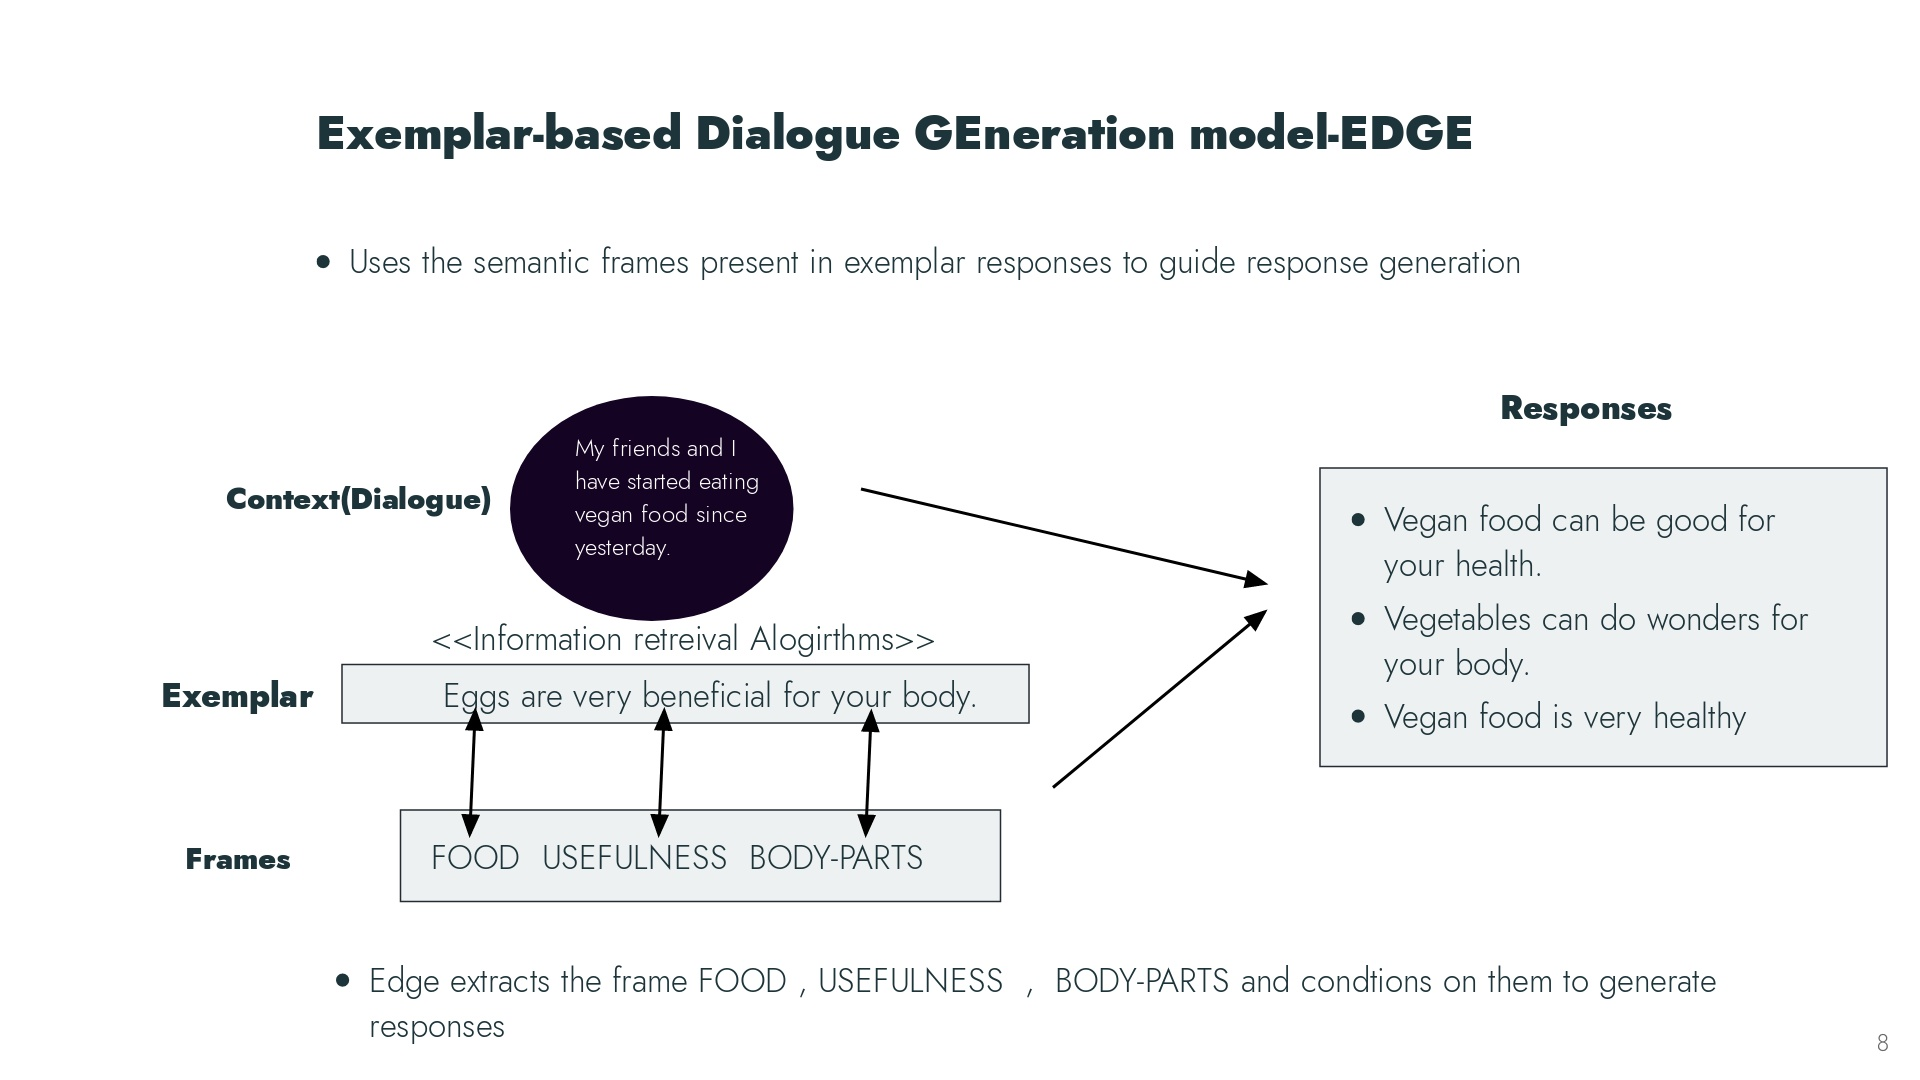 Exemplar-based Dialogue GEneration model-EDGE
• Uses the semantic frames present in exemplar responses to guide response generation
Context(Dialogue)
My friends and I
have started eating
vegan food since
yesterday.
<<Information retreival Alogirthms>>
Exemplar
Eggs are very beneficial for your body.
Frames
FOOD USEFULNESS BODY-PARTS
Responses
• Vegan food can be good for
your health.
• Vegetables can do wonders for
your body.
• Vegan food is very healthy
• Edge extracts the frame FOOD , USEFULNESS , BODY-PARTS and condtions on them to generate
responses
8